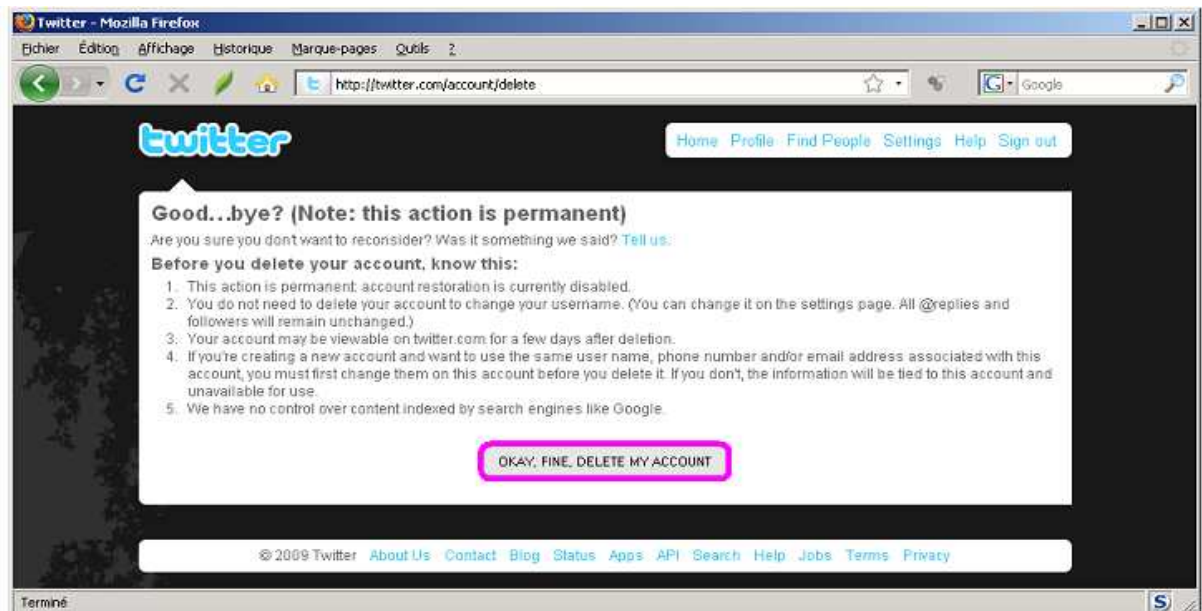 Twitter - Mozilla Firefox
Fichier Édition Affichage Historique Marque-pages Outils ?
http://twitter.com/account/delete
Google
twitter
Home Profile Find People Settings Help Sign out
Good...bye? (Note: this action is permanent)
Are you sure you don't want to reconsider? Was it something we said? Tell us.
Before you delete your account, know this:
1. This action is permanent: account restoration is currently disabled.
2. You do not need to delete your account to change your username. (You can change it on the settings page. All @replies and
followers will remain unchanged.)
3. Your account may be viewable on twitter.com for a few days after deletion.
4. If you're creating a new account and want to use the same user name, phone number and/or email address associated with this
account, you must first change them on this account before you delete it. If you don't, the information will be tied to this account and
unavailable for use.
5. We have no control over content indexed by search engines like Google.
OKAY, FINE, DELETE MY ACCOUNT
© 2009 Twitter About Us Contact Blog Status Apps API Search Help Jobs Terms Privacy
Terminé